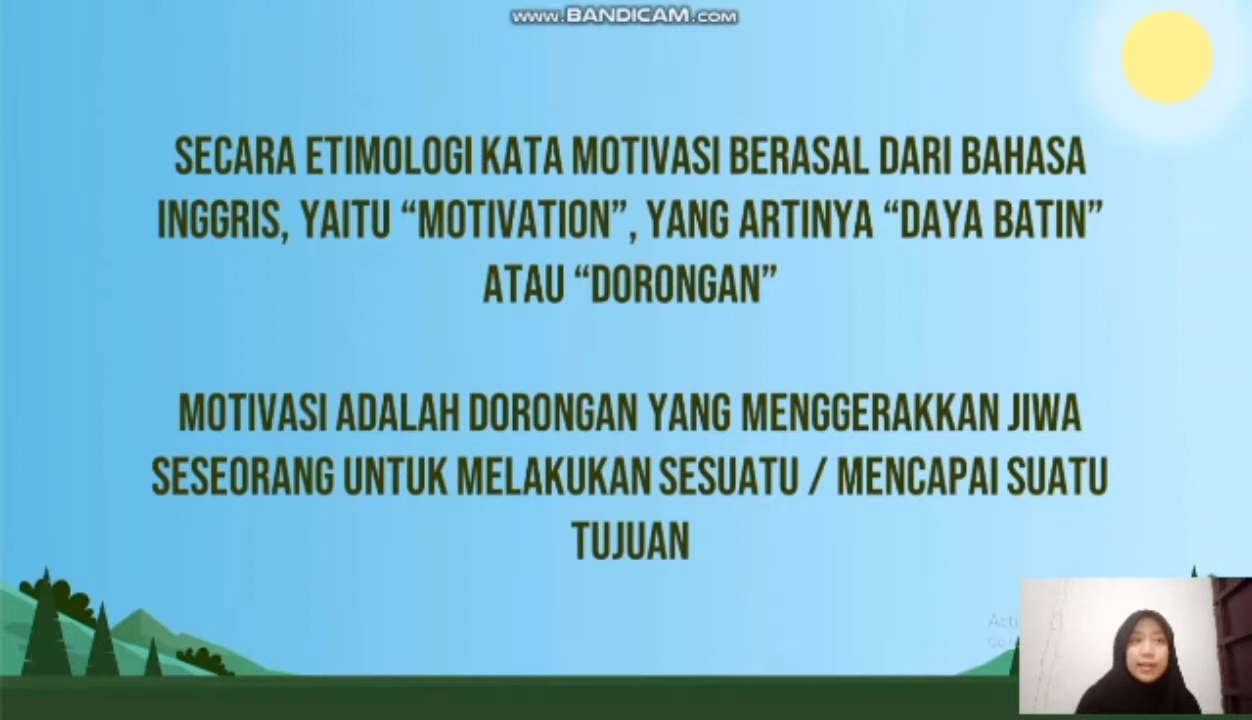 www.BANDICAM.com
SECARA ETIMOLOGI KATA MOTIVASI BERASAL DARI BAHASA
INGGRIS, YAITU “MOTIVATION”, YANG ARTINYA “DAYA BATIN”
ATAU “DORONGAN”
MOTIVASI ADALAH DORONGAN YANG MENGGERAKKAN JIWA
SESEORANG UNTUK MELAKUKAN SESUATU / MENCAPAI SUATU
TUJUAN